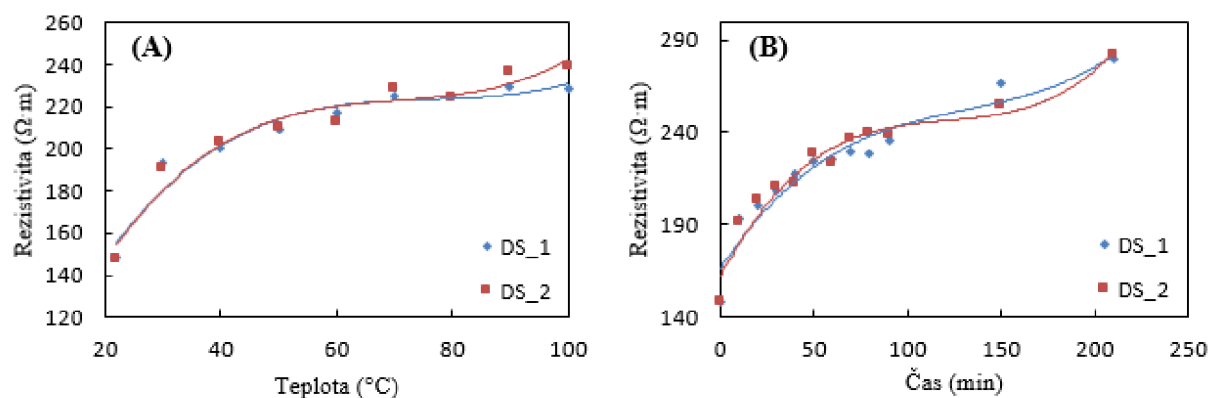 (A)
Rezistivita (Ω·m)
260
240
220
200
180
160
140
120
20
40
60
80
100
Teplota (°C)
DS_1
DS_2
(B)
Rezistivita (Ω·m)
290
240
190
140
0
50
100
150
200
250
Čas (min)
DS_1
DS_2